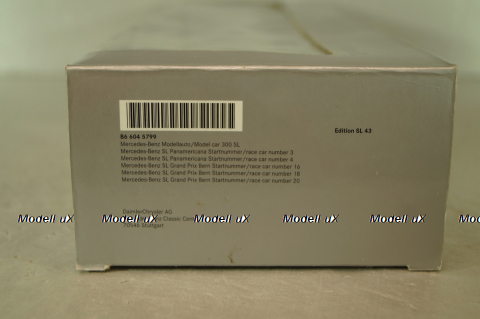 B6 604 5799
Edition SL 43
Mercedes-Benz Modellauto/Model car 300 SL
Mercedes-Benz SL Panamericana Startnummer/race car number 3
Mercedes-Benz SL Panamericana Startnummer/race car number 4
Mercedes-Benz SL Grand Prix Bern Startnummer/race car number 16
Mercedes-Benz SL Grand Prix Bern Startnummer/race car number 18
Mercedes-Benz SL Grand Prix Bern Startnummer/race car number 20
DaimlerChrysler AG
Classic
70546 Stuttgart
Modell uX Modell uX Modell uX Modell uX Modell uX Mo